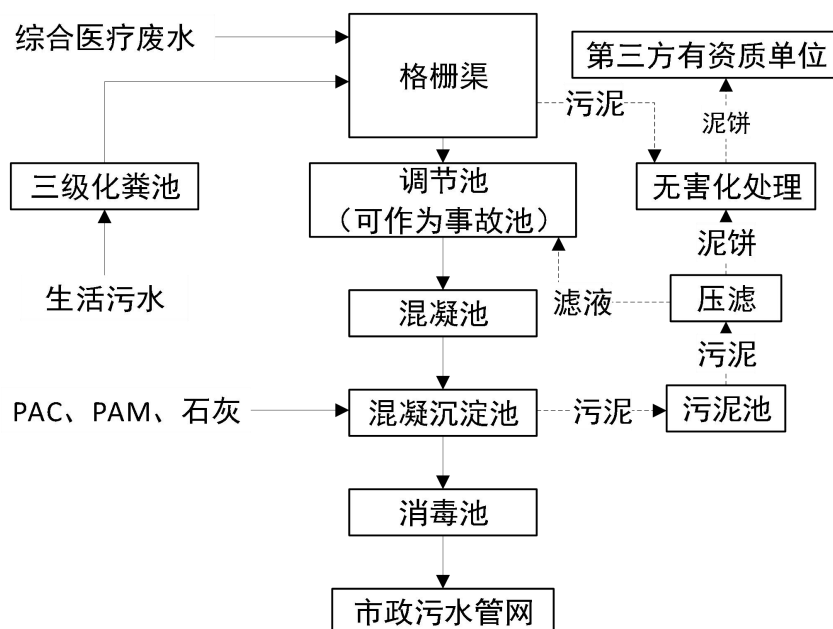 综合医疗废水
格栅渠
第三方有资质单位
污泥
泥饼
三级化粪池
调节池
（可作为事故池）
无害化处理
泥饼
生活污水
混凝池
滤液
压滤
污泥
PAC、PAM、石灰
混凝沉淀池
污泥
污泥池
消毒池
市政污水管网